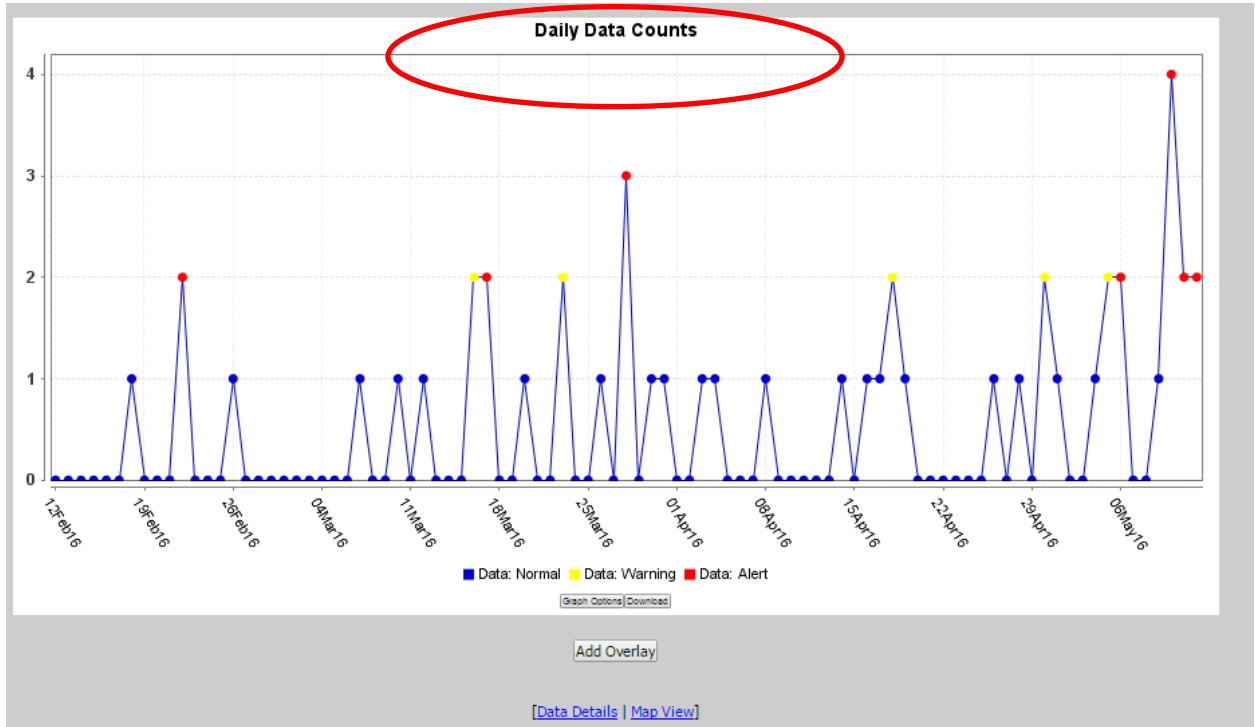 Daily Data Counts
4
3
2
1
0
12Feb16 19Feb16 26Feb16 04Mar16 11Mar16 18Mar16 25Mar16 01Apr16 08Apr16 15Apr16 22Apr16 29Apr16 06May16
Data: Normal Data: Warning Data: Alert
Graph Options Download
Add Overlay
[Data Details | Map View]